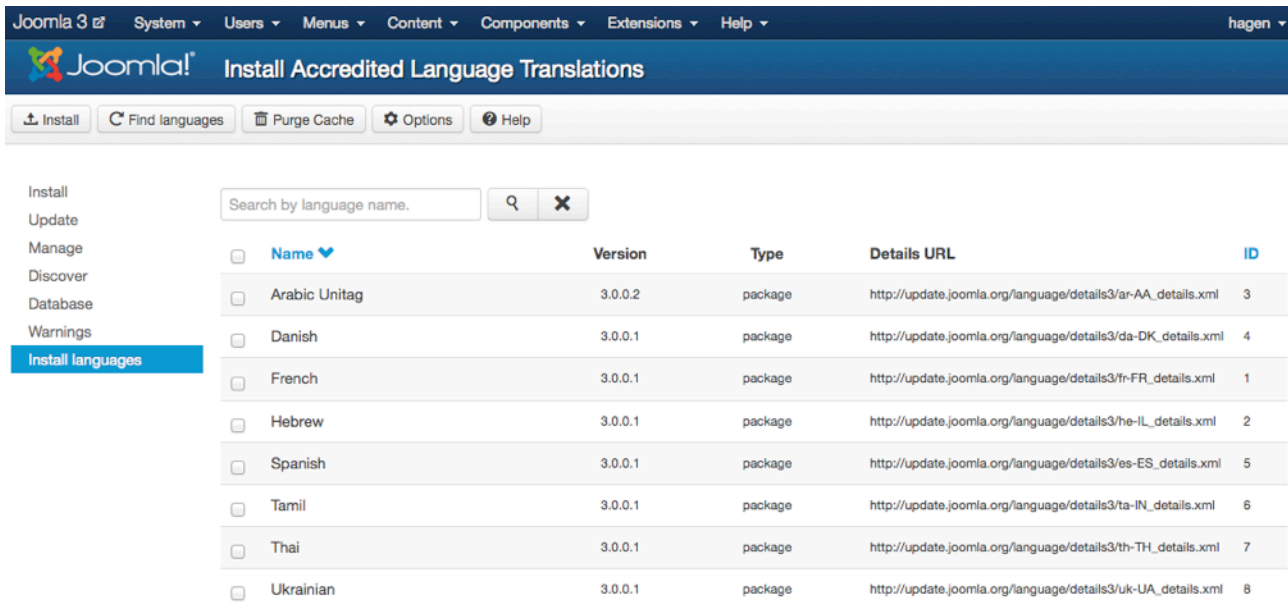 Joomla 3 System Users Menus Content Components Extensions Help hagen
Joomla!® Install Accredited Language Translations
Install Find languages Purge Cache Options Help
Install
Update
Manage
Discover
Database
Warnings
Install languages
Search by language name.
Name Version Type Details URL ID
Arabic Unitag 3.0.0.2 package http://update.joomla.org/language/details3/ar-AA_details.xml 3
Danish 3.0.0.1 package http://update.joomla.org/language/details3/da-DK_details.xml 4
French 3.0.0.1 package http://update.joomla.org/language/details3/fr-FR_details.xml 1
Hebrew 3.0.0.1 package http://update.joomla.org/language/details3/he-IL_details.xml 2
Spanish 3.0.0.1 package http://update.joomla.org/language/details3/es-ES_details.xml 5
Tamil 3.0.0.1 package http://update.joomla.org/language/details3/ta-IN_details.xml 6
Thai 3.0.0.1 package http://update.joomla.org/language/details3/th-TH_details.xml 7
Ukrainian 3.0.0.1 package http://update.joomla.org/language/details3/uk-UA_details.xml 8